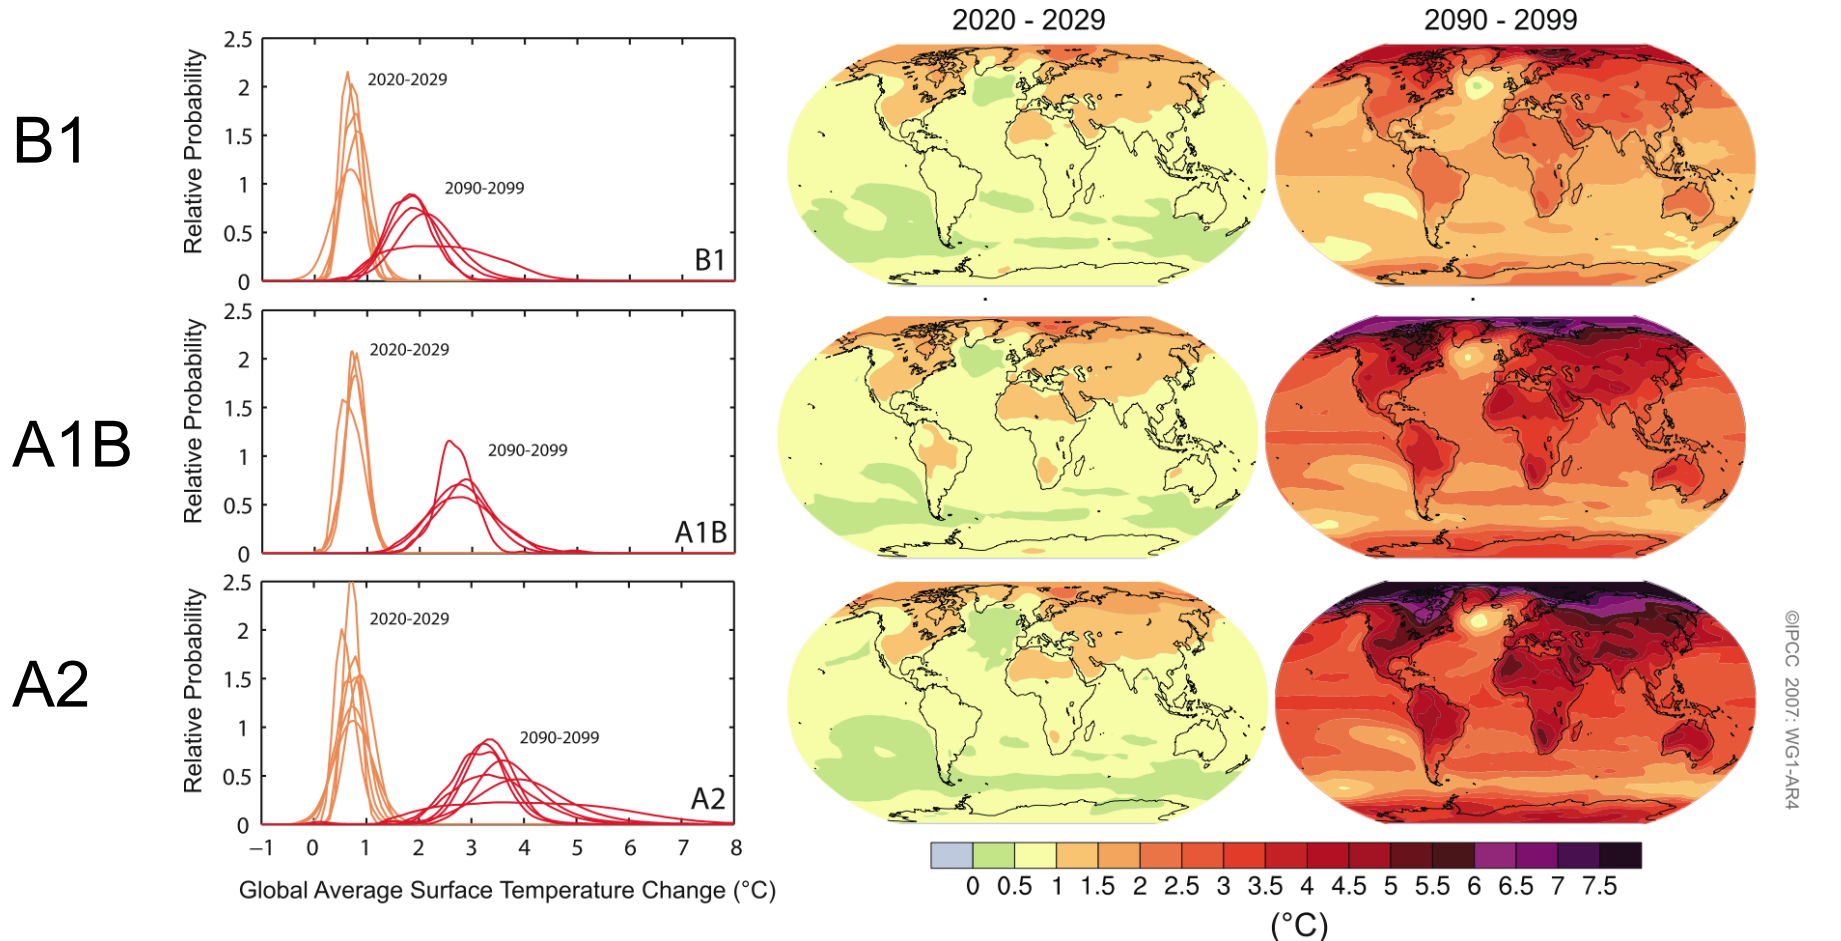 2020 - 2029
2090 - 2099
B1
Relative Probability
2.5
2
1.5
1
0.5
0
2020-2029
2090-2099
B1
A1B
Relative Probability
2.5
2
1.5
1
0.5
0
2020-2029
2090-2099
A1B
A2
Relative Probability
2.5
2
1.5
1
0.5
0
2020-2029
2090-2099
A2
−1 0 1 2 3 4 5 6 7 8
Global Average Surface Temperature Change (°C)
0 0.5 1 1.5 2 2.5 3 3.5 4 4.5 5 5.5 6 6.5 7 7.5
(°C)
©IPCC 2007: WG1-AR4